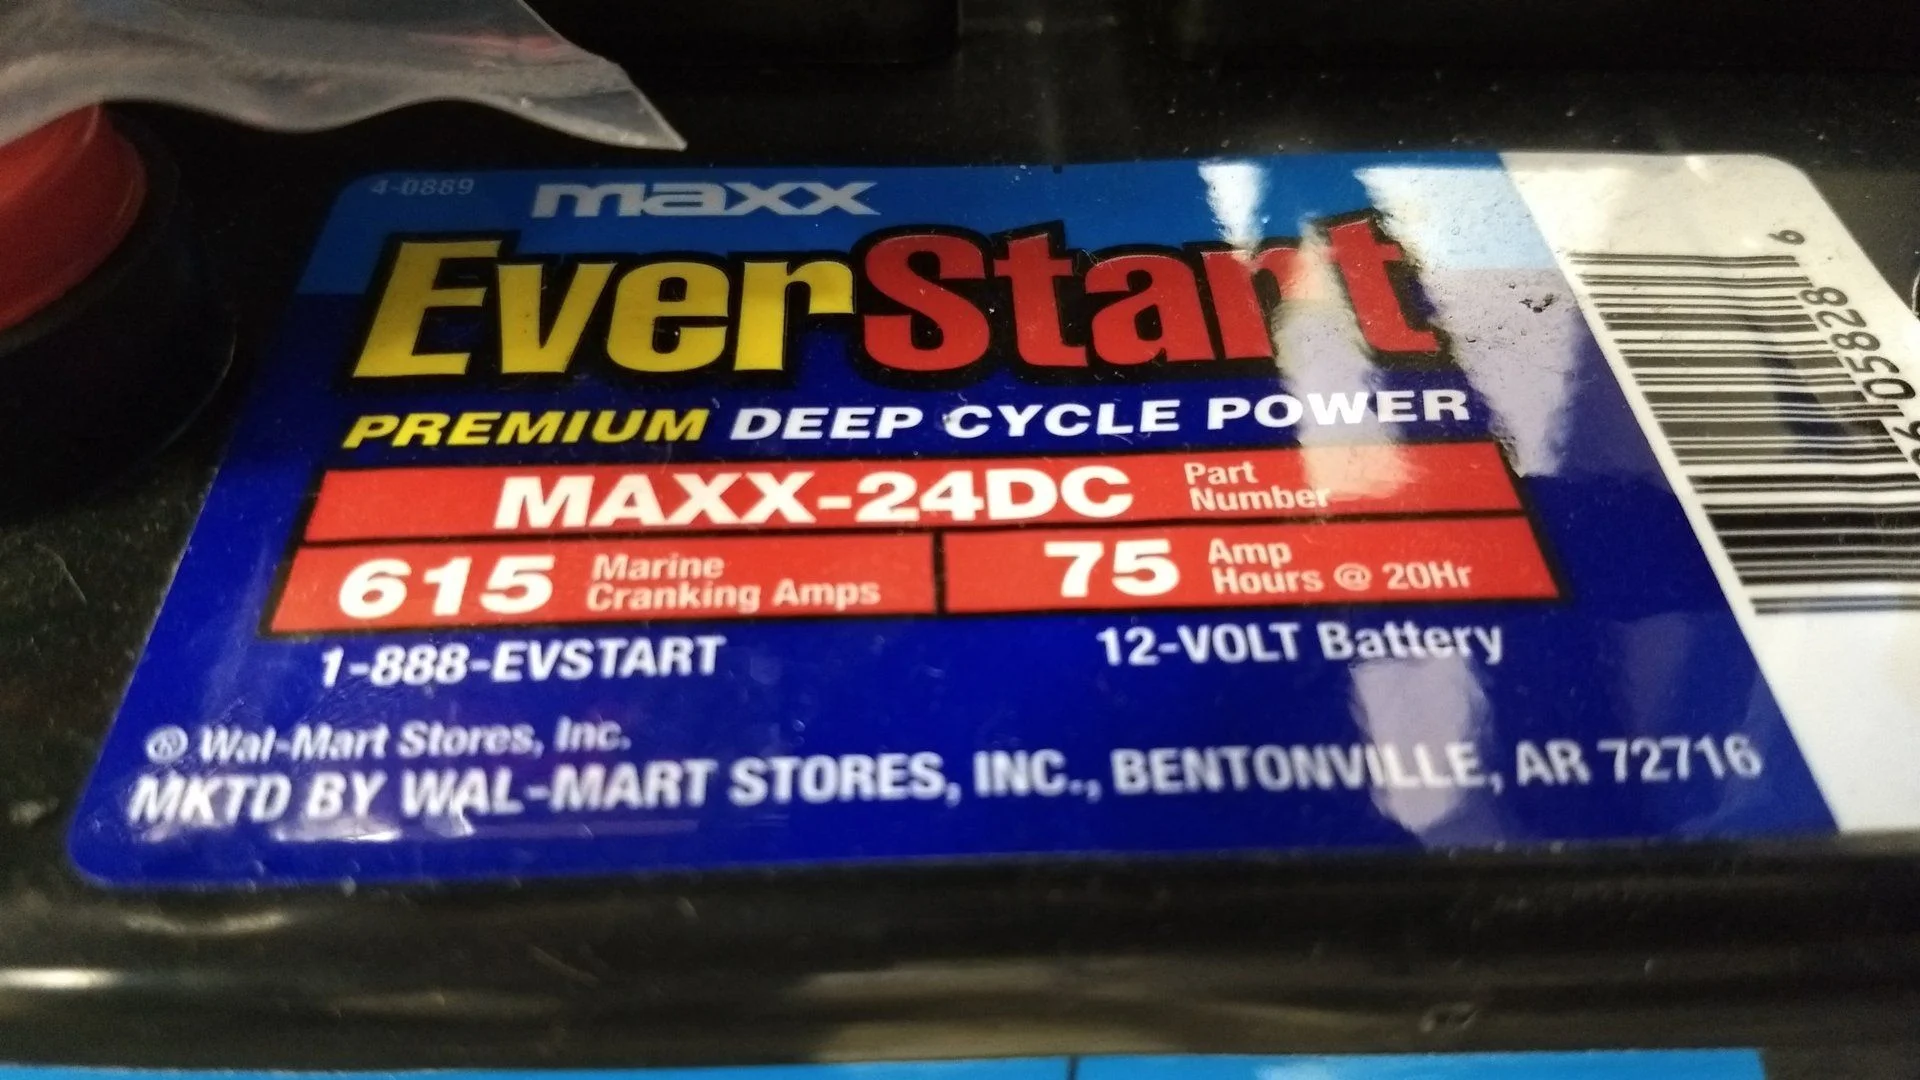 4-0889
maxx
EverStart
PREMIUM DEEP CYCLE POWER
MAXX-24DC Part Number
615 Marine Cranking Amps
75 Amp Hours @ 20Hr
1-888-EVSTART
12-VOLT Battery
© Wal-Mart Stores, Inc.
MKTD BY WAL-MART STORES, INC., BENTONVILLE, AR 72716
05828 6